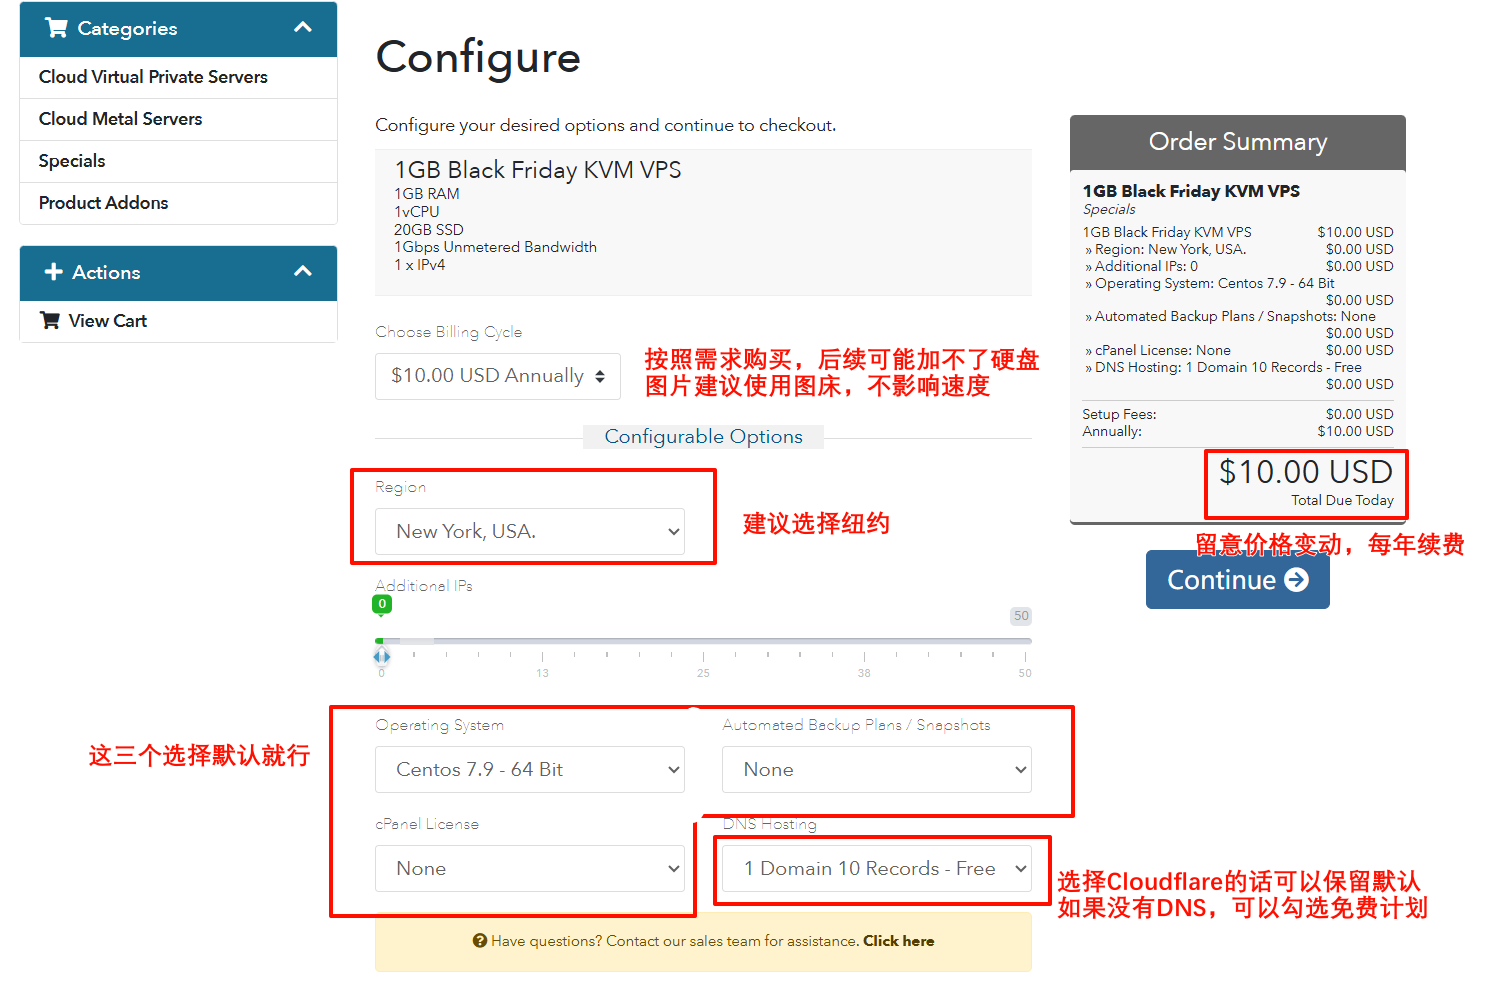 Categories
Cloud Virtual Private Servers
Cloud Metal Servers
Specials
Product Addons
Actions
View Cart
Configure
Configure your desired options and continue to checkout.
1GB Black Friday KVM VPS
1GB RAM
1vCPU
20GB SSD
1Gbps Unmetered Bandwidth
1 x IPv4
Choose Billing Cycle
$10.00 USD Annually
按照需求购买，后续可能加不了硬盘
图片建议使用图床，不影响速度
Configurable Options
Region
New York, USA.
建议选择纽约
Additional IPs
0
50
0
13
25
38
50
这三个选择默认就行
Operating System
Centos 7.9 - 64 Bit
Automated Backup Plans / Snapshots
None
cPanel License
None
DNS Hosting
1 Domain 10 Records - Free
选择Cloudflare的话可以保留默认
如果没有DNS，可以勾选免费计划
Have questions? Contact our sales team for assistance. Click here
Order Summary
1GB Black Friday KVM VPS
Specials
1GB Black Friday KVM VPS $10.00 USD
» Region: New York, USA. $0.00 USD
» Additional IPs: 0 $0.00 USD
» Operating System: Centos 7.9 - 64 Bit
$0.00 USD
» Automated Backup Plans / Snapshots: None
$0.00 USD
» cPanel License: None $0.00 USD
» DNS Hosting: 1 Domain 10 Records - Free
$0.00 USD
Setup Fees: $0.00 USD
Annually: $10.00 USD
$10.00 USD
Total Due Today
留意价格变动，每年续费
Continue